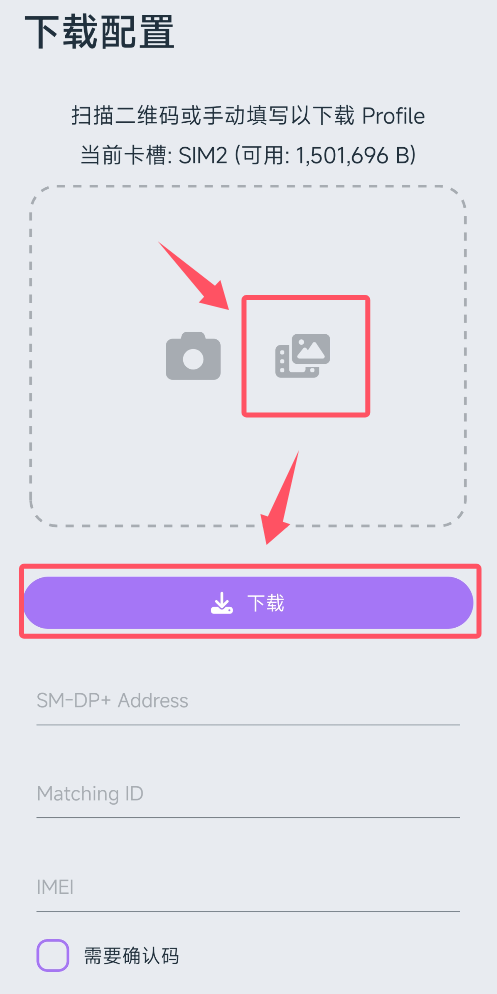 下载配置
扫描二维码或手动填写以下载 Profile
当前卡槽: SIM2 (可用: 1,501,696 B)
下载
SM-DP+ Address
Matching ID
IMEI
需要确认码